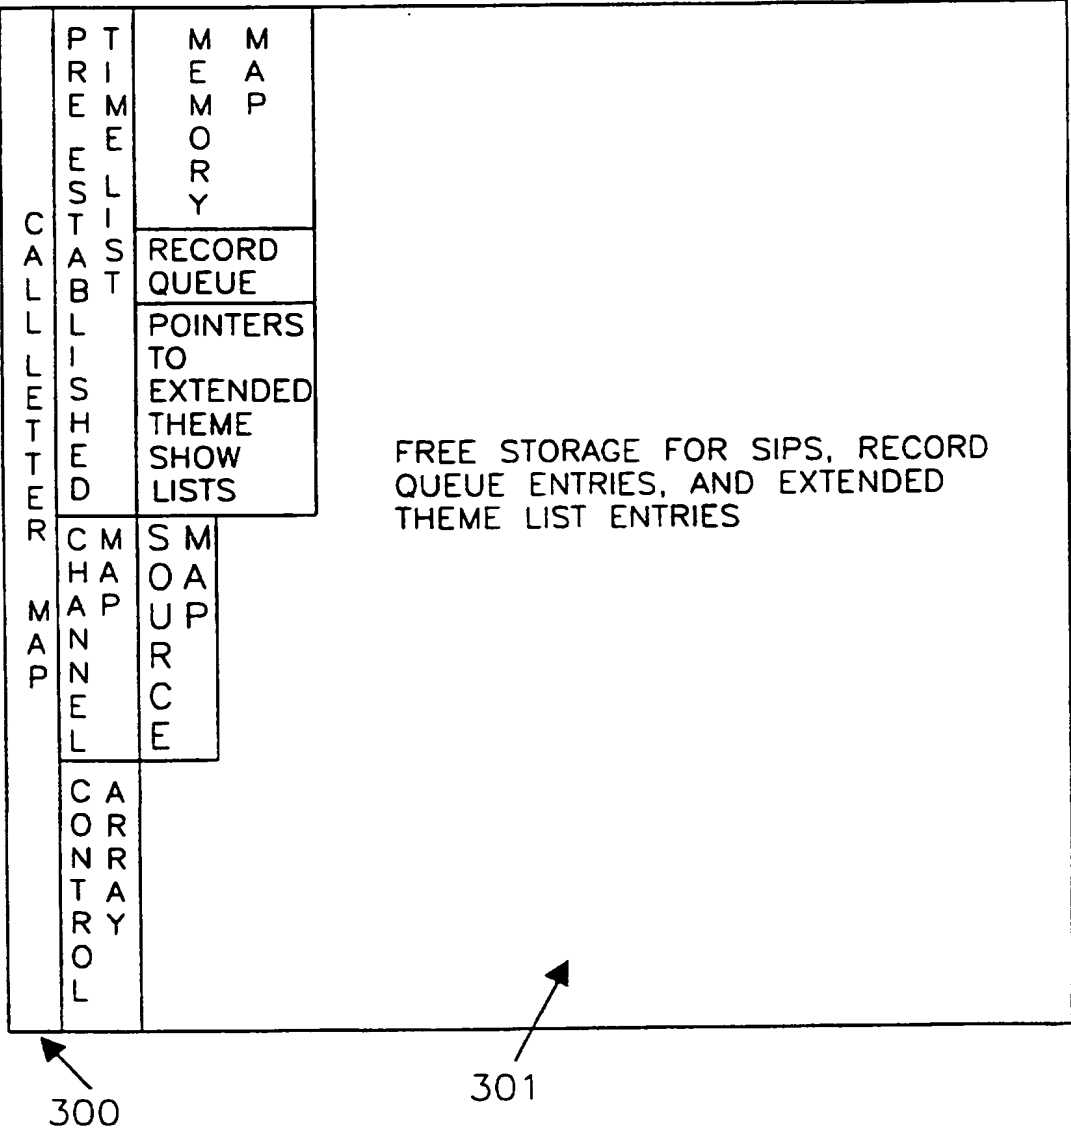 CALL LETTER MAP
PRE ESTABLISHED
TIME LIST
MEMORY
MAP
RECORD
QUEUE
POINTERS
TO
EXTENDED
THEME
SHOW
LISTS
CHANNEL
MAP
SOURCE
MAP
CONTROL
ARRAY
FREE STORAGE FOR SIPS, RECORD
QUEUE ENTRIES, AND EXTENDED
THEME LIST ENTRIES
300
301